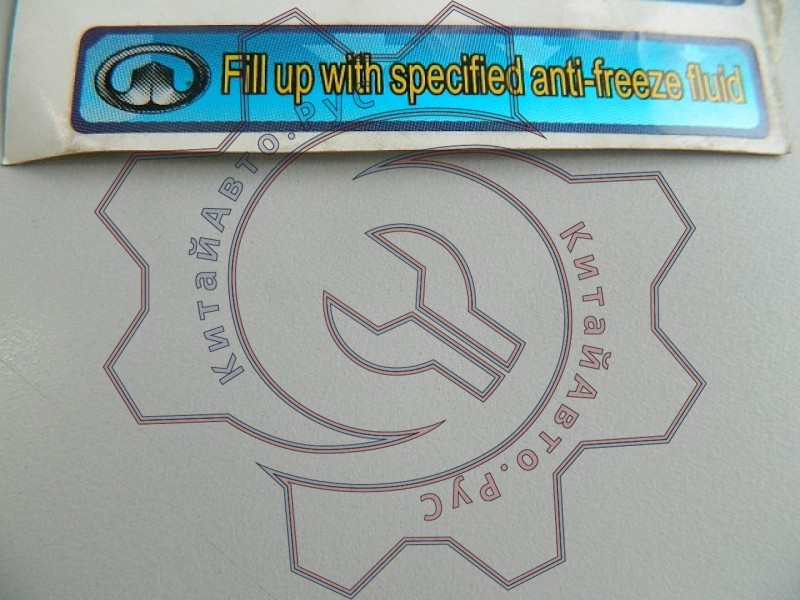 Fill up with specified anti-freeze fluid
КитайАвто.Рус
КитайАвто.Рус